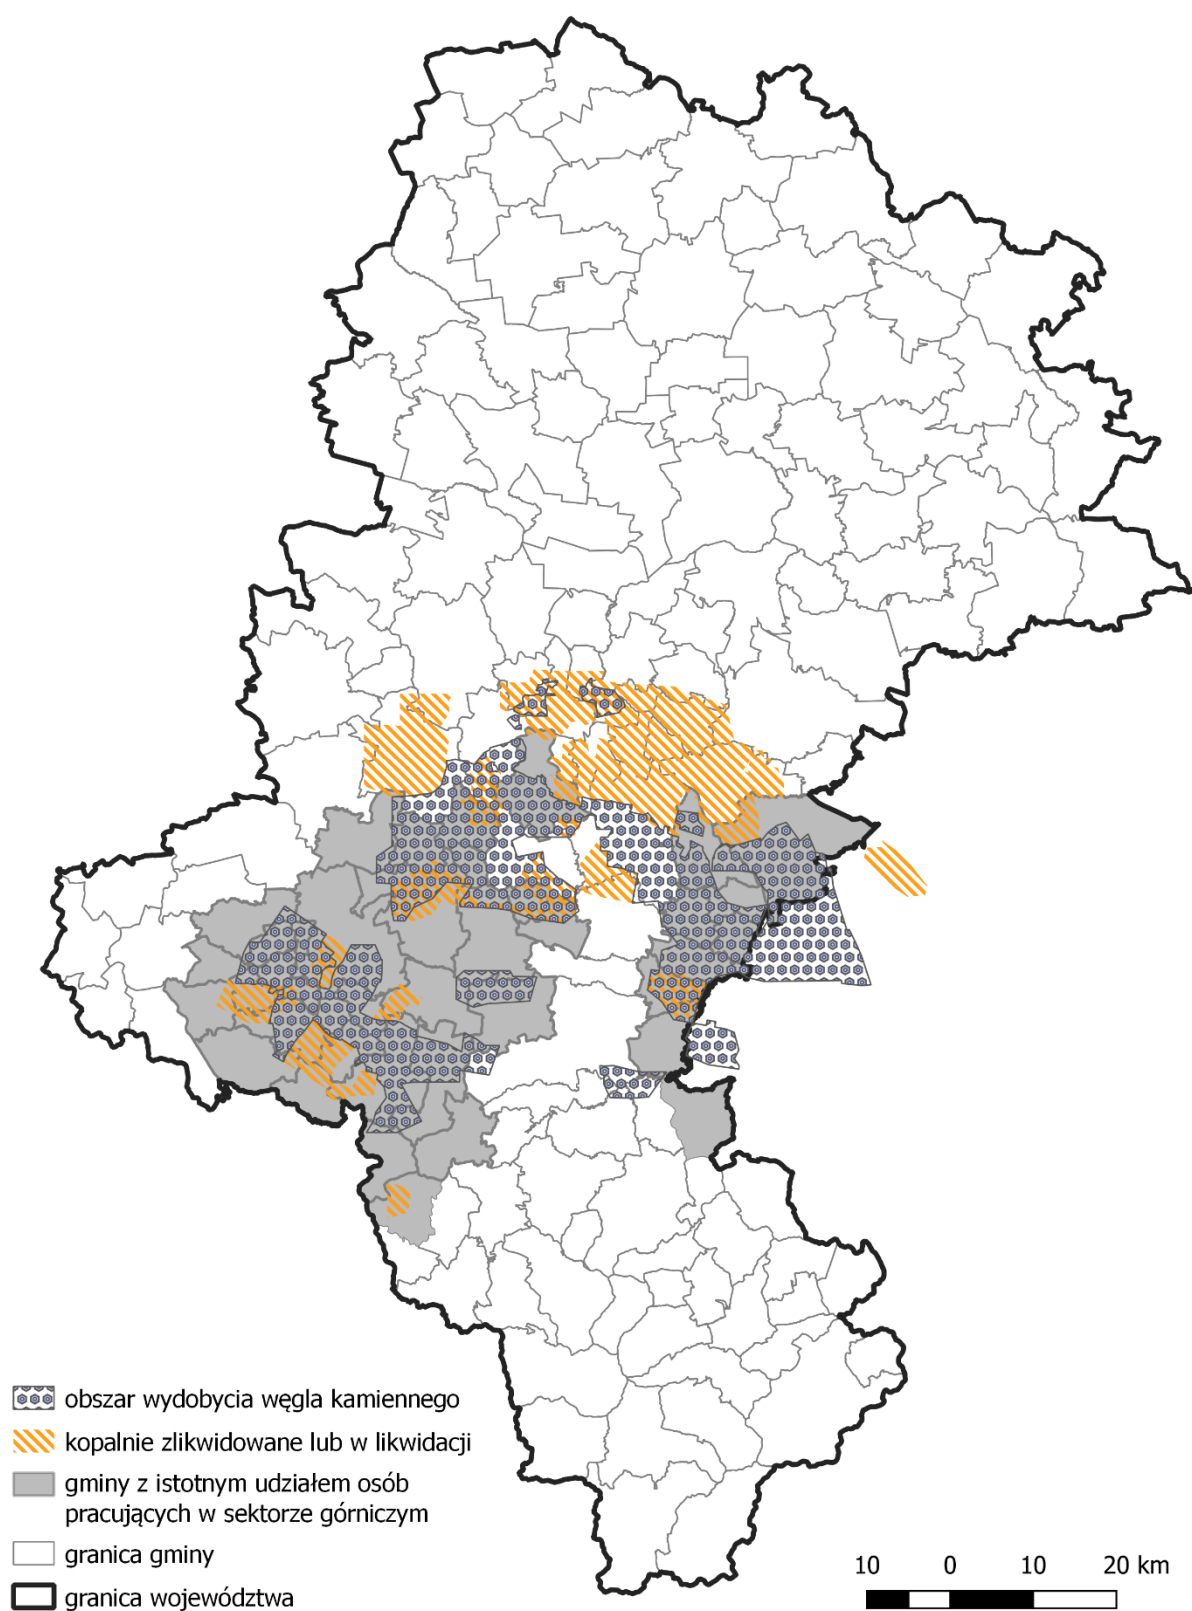 obszar wydobycia węgla kamiennego
kopalnie zlikwidowane lub w likwidacji
gminy z istotnym udziałem osób
pracujących w sektorze górniczym
granica gminy
granica województwa
10 0 10 20 km